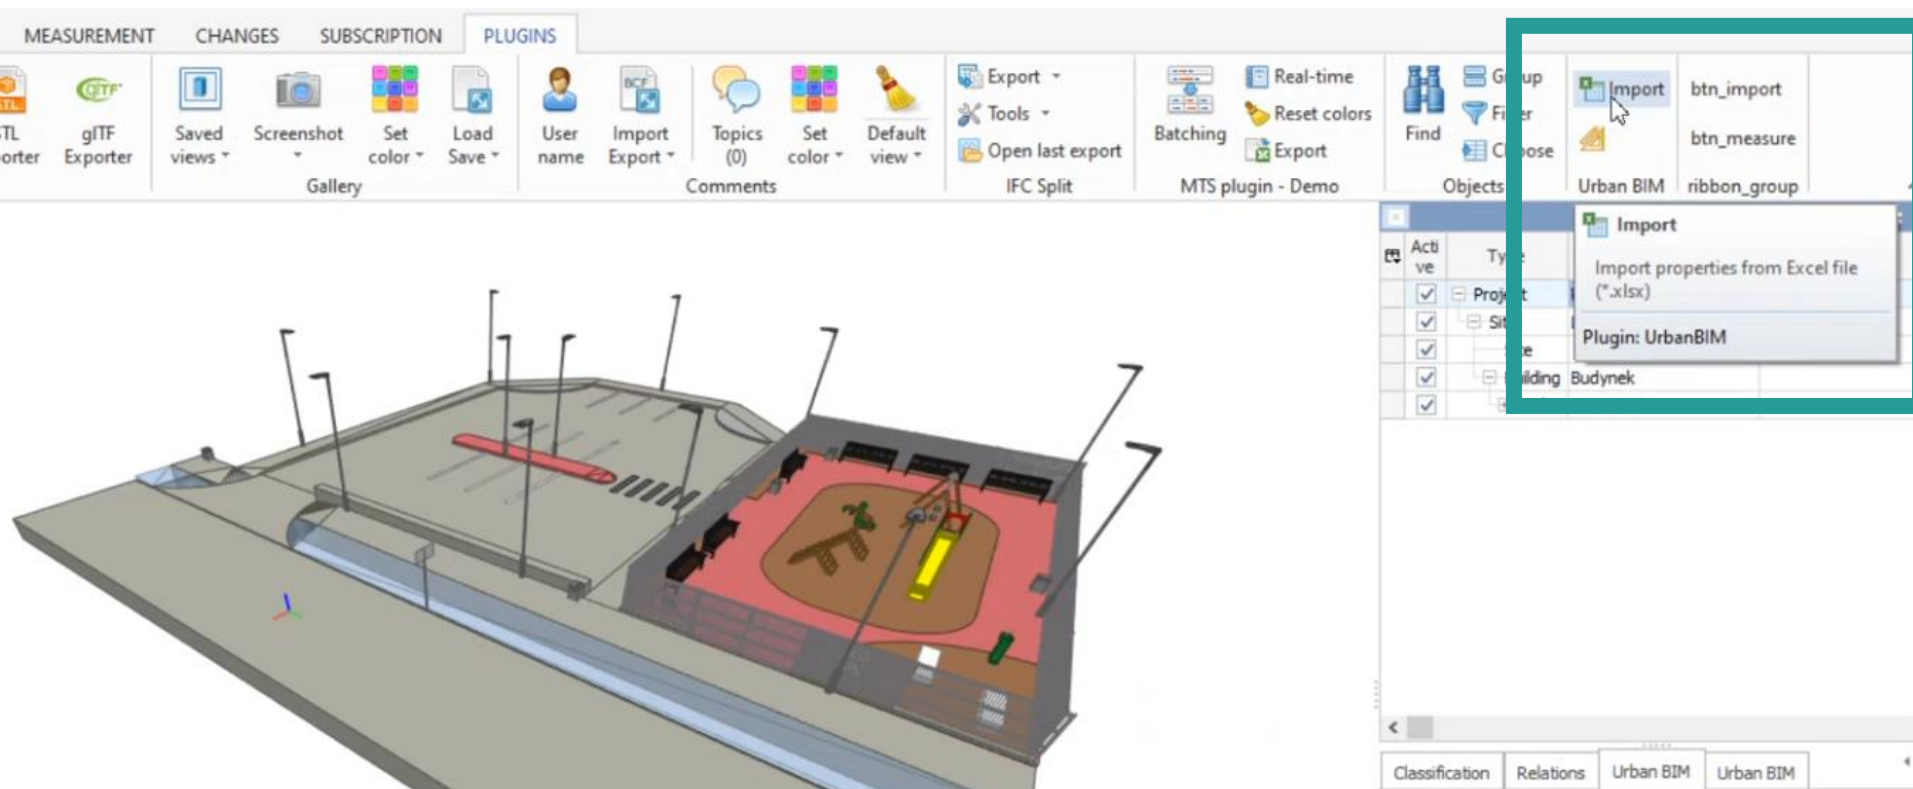 MEASUREMENT CHANGES SUBSCRIPTION PLUGINS
glTF
Exporter
Saved
views
Screenshot
Set
color
Load
Save
Gallery
User
name
BCF
Import
Export
Topics
(0)
Set
color
Default
view
Comments
Export
Tools
Open last export
IFC Split
Batching
Real-time
Reset colors
Export
MTS plugin - Demo
Find
Objects
Import
Urban BIM
btn_import
btn_measure
ribbon_group
Import
Import properties from Excel file
(*.xlsx)
Plugin: UrbanBIM
Acti
ve
Budynek
Classification Relations Urban BIM Urban BIM